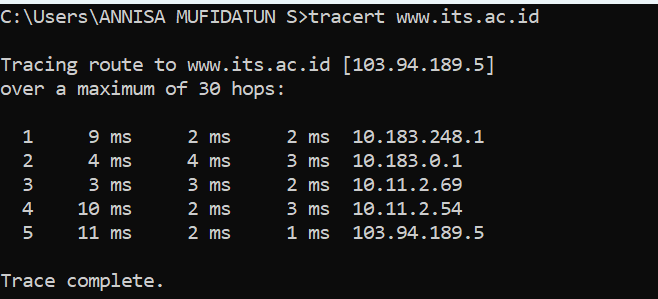 C:\Users\ANNISA MUFIDATUN S>tracert www.its.ac.id
Tracing route to www.its.ac.id [103.94.189.5]
over a maximum of 30 hops:
1 9 ms 2 ms 2 ms 10.183.248.1
2 4 ms 4 ms 3 ms 10.183.0.1
3 3 ms 3 ms 2 ms 10.11.2.69
4 10 ms 2 ms 3 ms 10.11.2.54
5 11 ms 2 ms 1 ms 103.94.189.5
Trace complete.